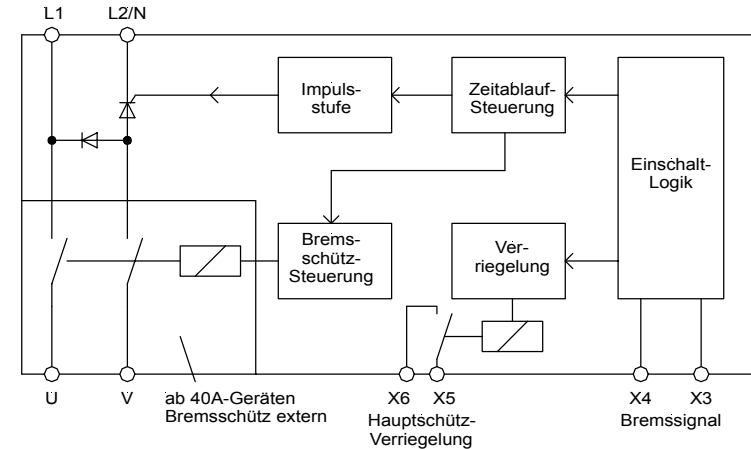 L1
L2/N
Impuls-
stufe
Zeitablauf-
Steuerung
Einschalt-
Logik
Brems-
schütz-
Steuerung
Ver-
riegelung
U
V
ab 40A-Geräten
Bremsschütz extern
X6
X5
Hauptschütz-
Verriegelung
X4
X3
Bremssignal